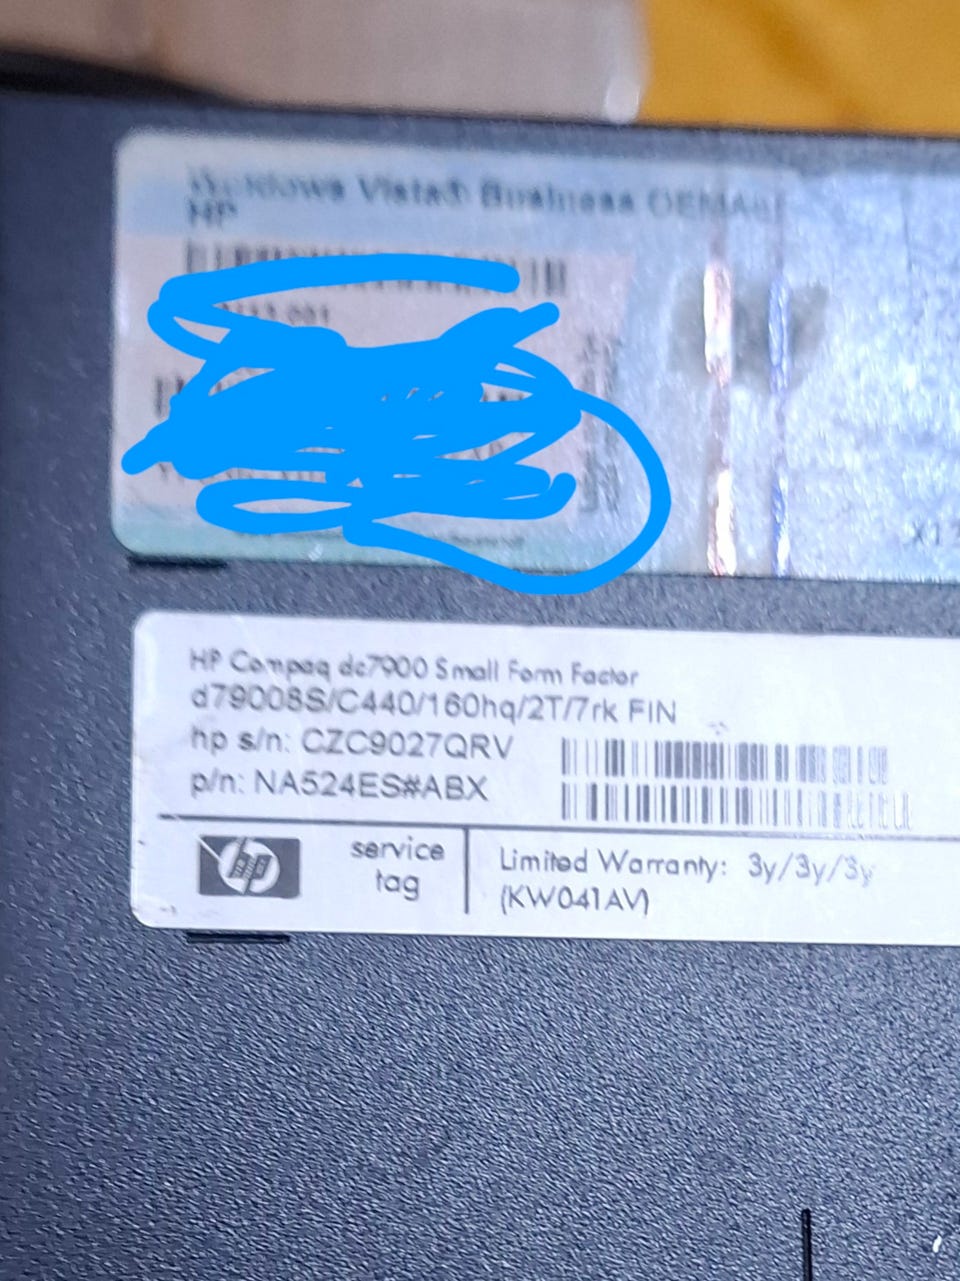 Windows Vista® Business OEMAct
HP
HP Compaq dc7900 Small Form Factor
d7900SS/C440/160hq/2T/7rk FIN
hp s/n: CZC9027QRV
p/n: NA524ES#ABX
hp
service
tag
Limited Warranty: 3y/3y/3y
(KW041AV)